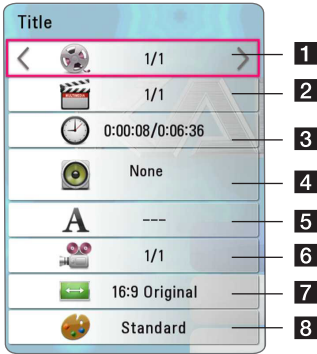 Title
1/1 1
1/1 2
0:00:08/0:06:36 3
None 4
A --- 5
1/1 6
16:9 Original 7
Standard 8